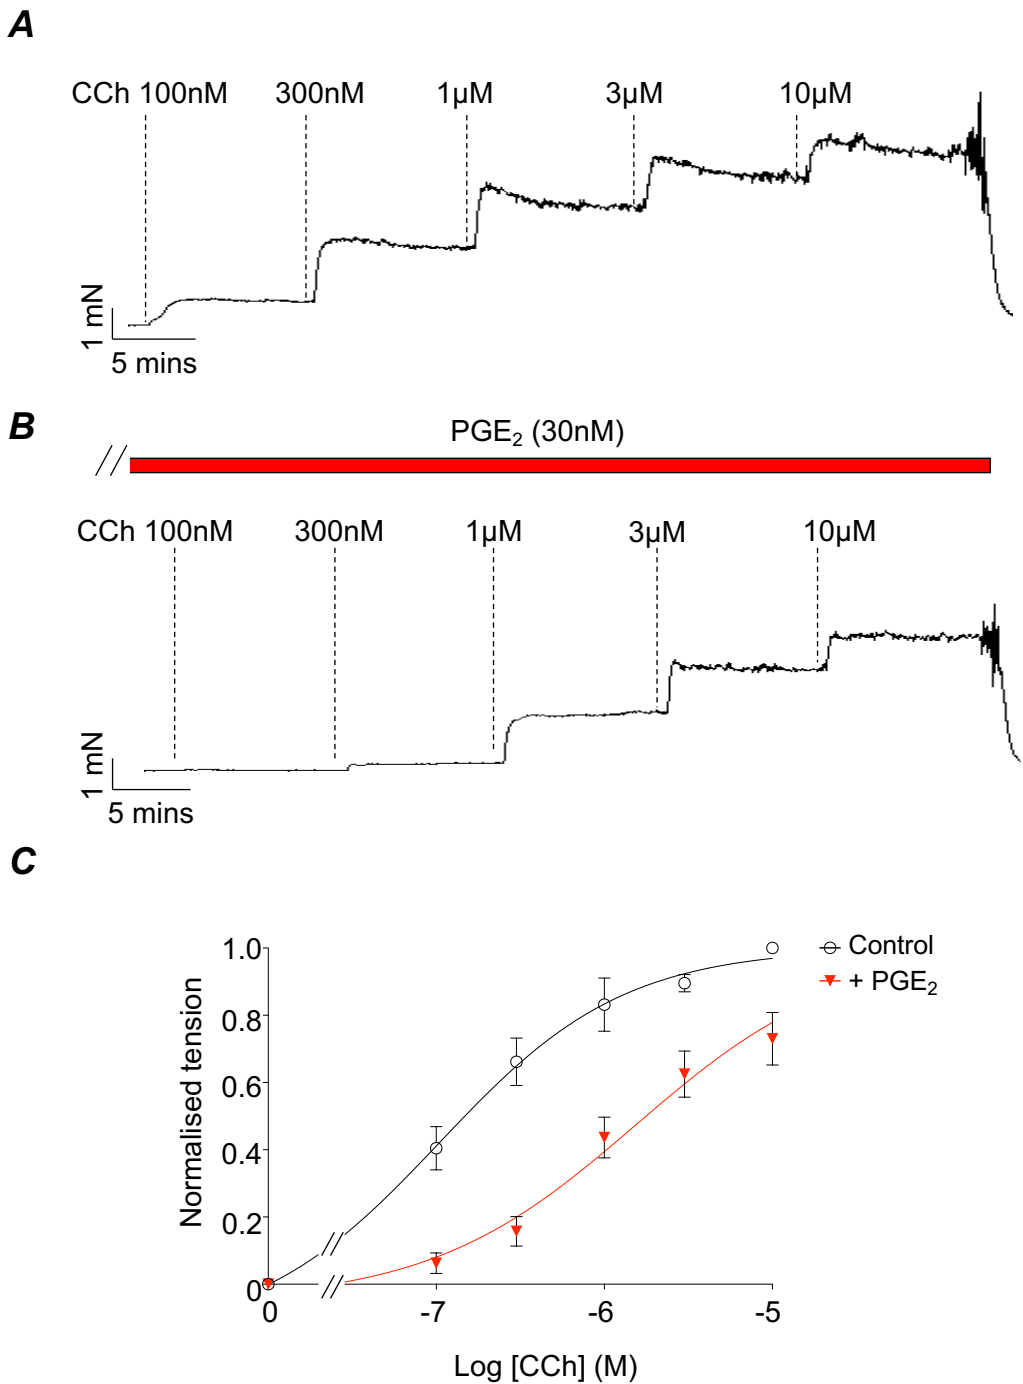 A
CCh 100nM 300nM 1µM 3µM 10µM
1 mN
5 mins
B
PGE₂ (30nM)
CCh 100nM 300nM 1µM 3µM 10µM
1 mN
5 mins
C
Control
+ PGE₂
Normalised tension
1.0
0.8
0.6
0.4
0.2
0
0 -7 -6 -5
Log [CCh] (M)